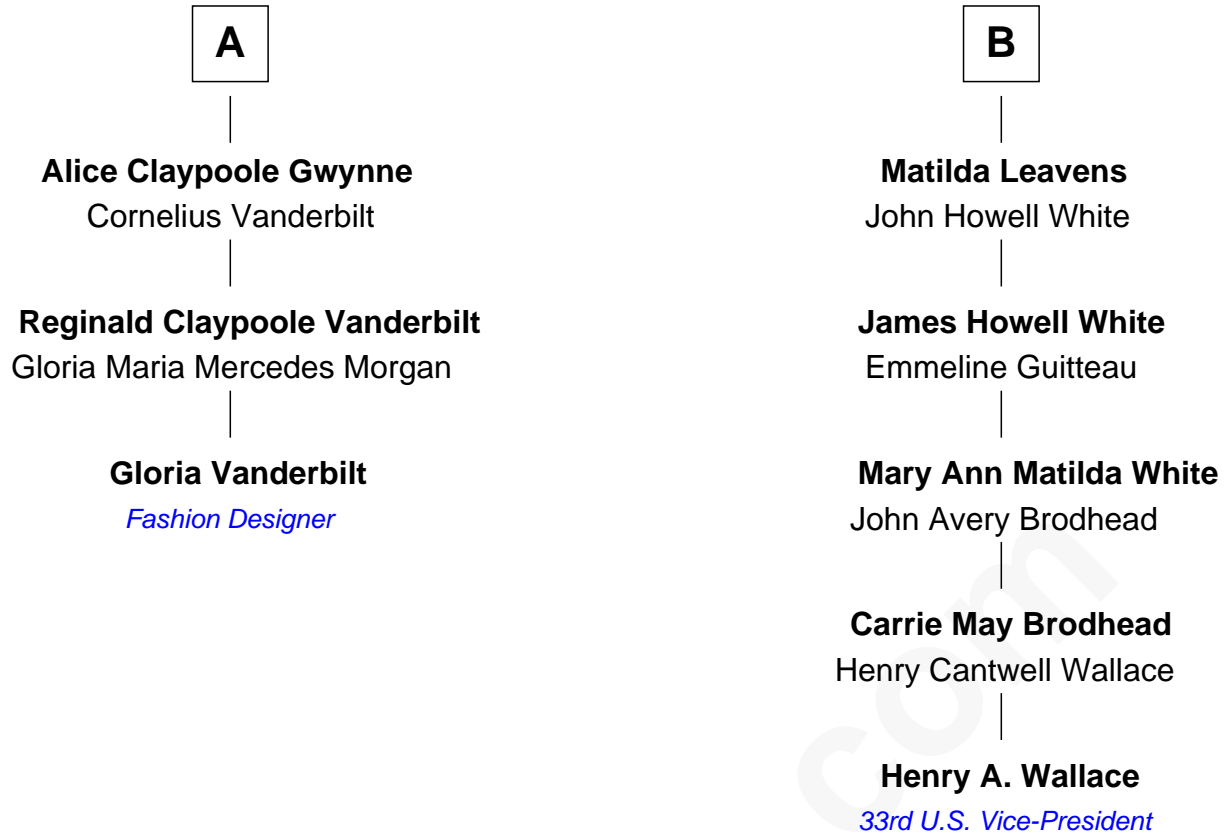 A
Alice Claypoole Gwynne
Cornelius Vanderbilt
Reginald Claypoole Vanderbilt
Gloria Maria Mercedes Morgan
Gloria Vanderbilt
Fashion Designer
B
Matilda Leavens
John Howell White
James Howell White
Emmeline Guitteau
Mary Ann Matilda White
John Avery Brodhead
Carrie May Brodhead
Henry Cantwell Wallace
Henry A. Wallace
33rd U.S. Vice-President
com